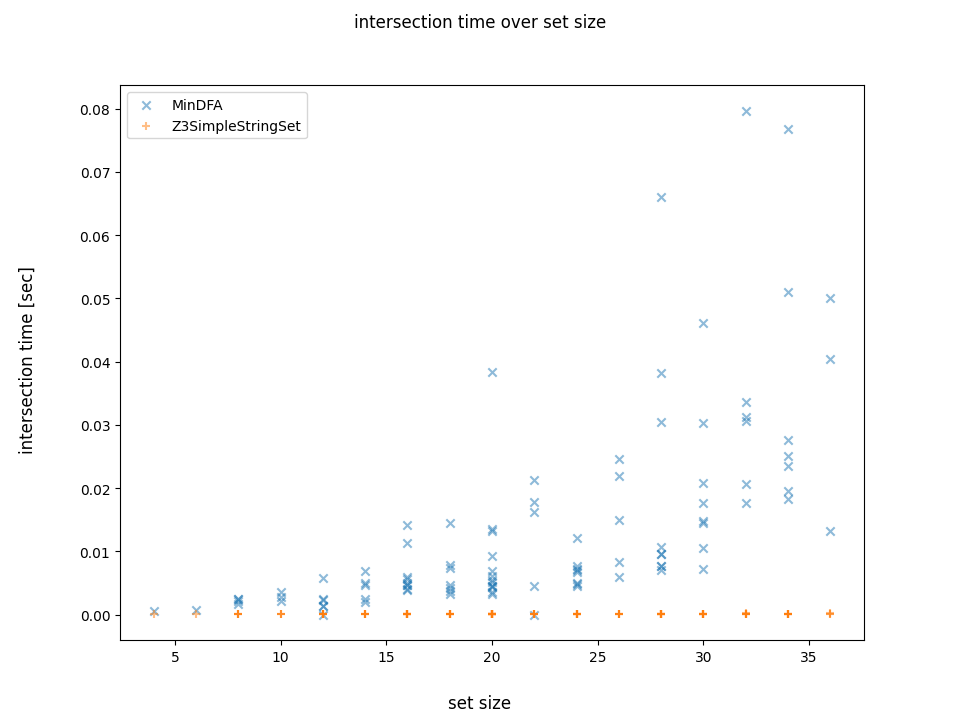 intersection time over set size
MinDFA
Z3SimpleStringSet
intersection time [sec]
0.08
0.07
0.06
0.05
0.04
0.03
0.02
0.01
0.00
5 10 15 20 25 30 35
set size